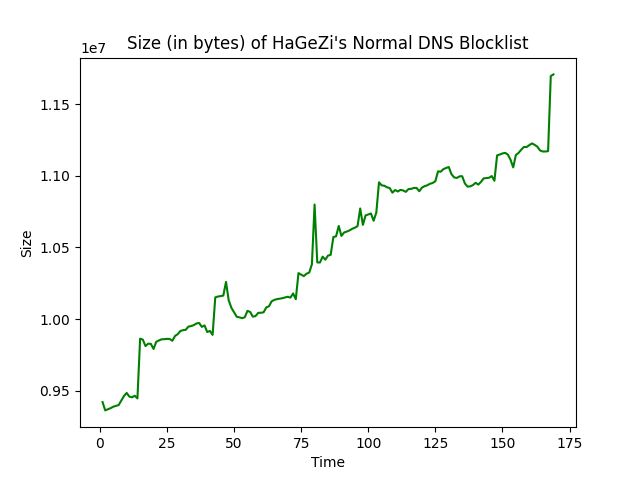 Size (in bytes) of HaGeZi's Normal DNS Blocklist
1e7
1.15
1.10
1.05
1.00
0.95
Size
0 25 50 75 100 125 150 175
Time